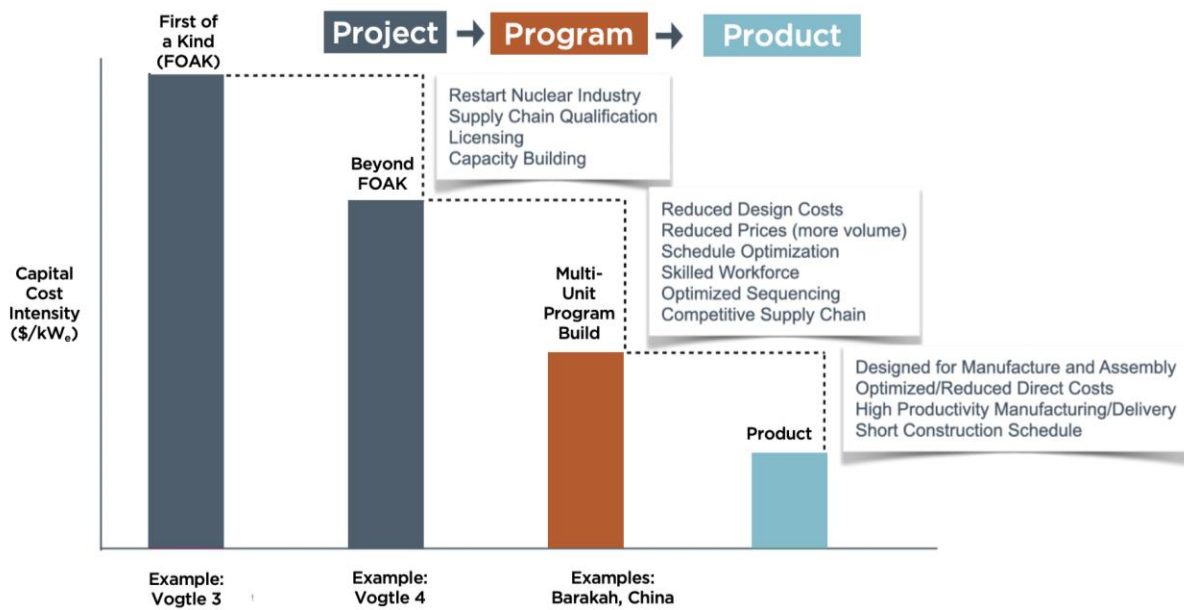 First of
a Kind
(FOAK)
Project
Program
Product
Restart Nuclear Industry
Supply Chain Qualification
Licensing
Capacity Building
Beyond
FOAK
Reduced Design Costs
Reduced Prices (more volume)
Schedule Optimization
Skilled Workforce
Optimized Sequencing
Competitive Supply Chain
Capital
Cost
Intensity
($/kWₑ)
Multi-
Unit
Program
Build
Designed for Manufacture and Assembly
Optimized/Reduced Direct Costs
High Productivity Manufacturing/Delivery
Short Construction Schedule
Product
Example:
Vogtle 3
Example:
Vogtle 4
Examples:
Barakah, China